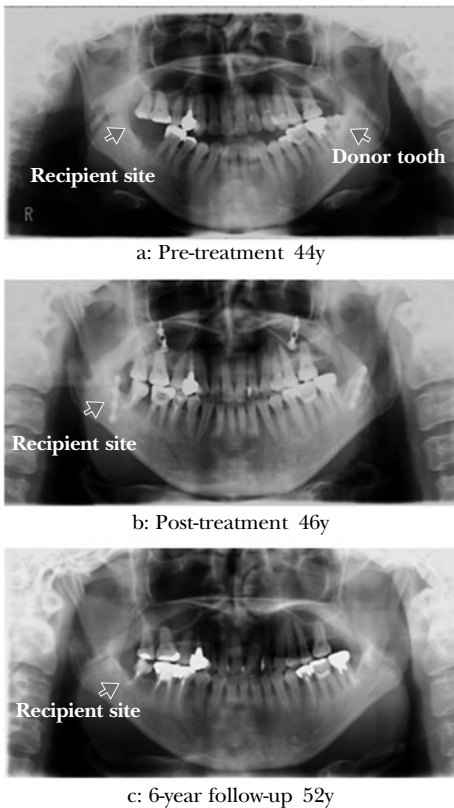 Recipient site
Donor tooth
R
a: Pre-treatment 44y
Recipient site
b: Post-treatment 46y
Recipient site
c: 6-year follow-up 52y